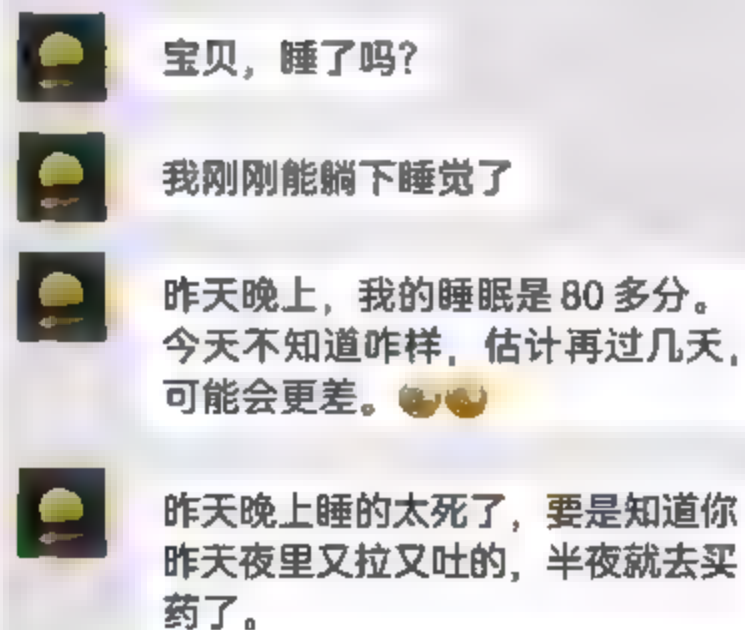 宝贝，睡了吗？
我刚刚能躺下睡觉了
昨天晚上，我的睡眠是80多分。
今天不知道咋样，估计再过几天，
可能会更差。
昨天晚上睡的太死了，要是知道你
昨天夜里又拉又吐的，半夜就去买
药了。